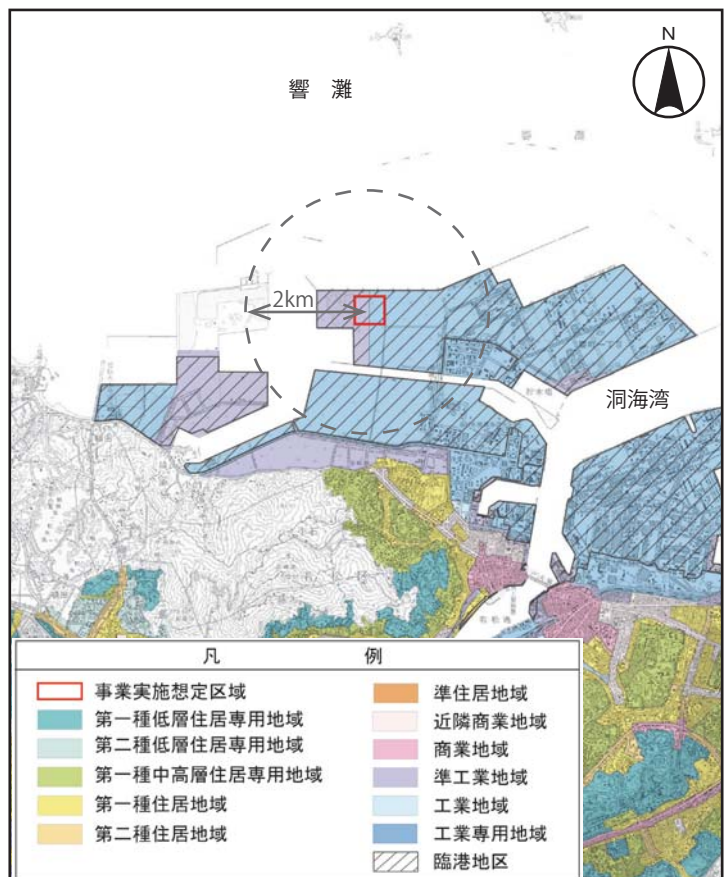 N
響 灘
2km
洞海湾
凡 例
事業実施想定区域
第一種低層住居専用地域
第二種低層住居専用地域
第一種中高層住居専用地域
第一種住居地域
第二種住居地域
準住居地域
近隣商業地域
商業地域
準工業地域
工業地域
工業専用地域
臨港地区